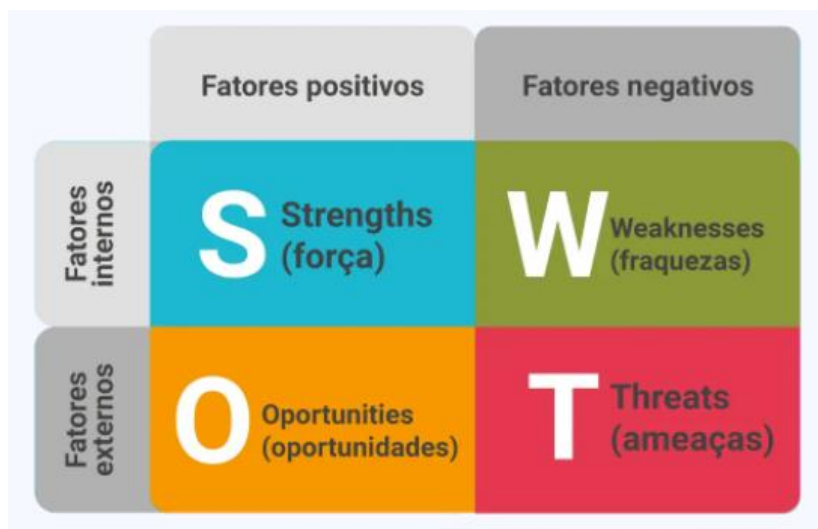 Fatores positivos
Fatores negativos
Fatores
internos
S
Strengths
(força)
W
Weaknesses
(fraquezas)
Fatores
externos
O
Oportunities
(oportunidades)
T
Threats
(ameaças)